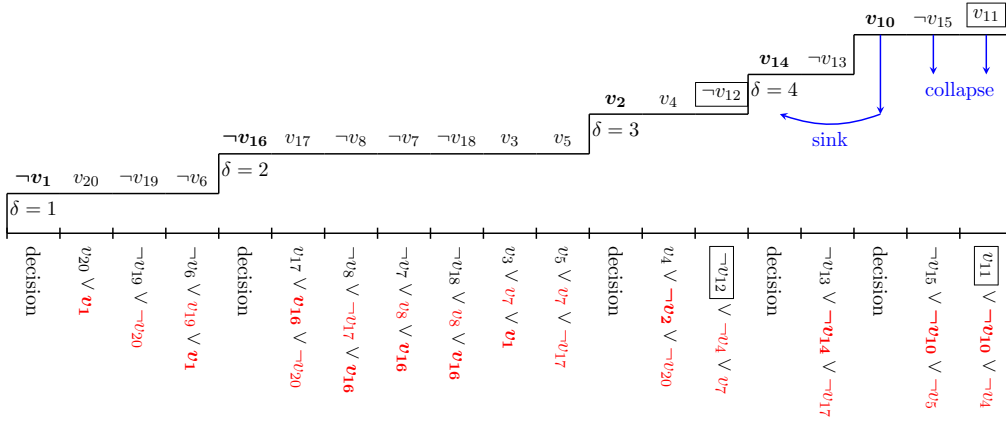 v₁₀ ¬v₁₅ v₁₁
v₁₄ ¬v₁₃
δ = 4
collapse
v₂ v₄ ¬v₁₂
δ = 3
sink
¬v₁₆ v₁₇ ¬v₈ ¬v₇ ¬v₁₈ v₃ v₅
δ = 2
¬v₁ v₂₀ ¬v₁₉ ¬v₆
δ = 1
decision
v₂₀ ∨ v₁
¬v₁₉ ∨ ¬v₂₀
¬v₆ ∨ v₁₉ ∨ v₁
decision
v₁₇ ∨ v₁₆ ∨ ¬v₂₀
¬v₈ ∨ ¬v₁₇ ∨ v₁₆
¬v₇ ∨ v₈ ∨ v₁₆
¬v₁₈ ∨ v₈ ∨ v₁₆
v₃ ∨ v₇ ∨ v₁
v₅ ∨ v₇ ∨ ¬v₁₇
decision
v₄ ∨ ¬v₂ ∨ ¬v₂₀
¬v₁₂ ∨ ¬v₄ ∨ v₇
decision
¬v₁₃ ∨ ¬v₁₄ ∨ ¬v₁₇
decision
¬v₁₅ ∨ ¬v₁₀ ∨ ¬v₅
v₁₁ ∨ ¬v₁₀ ∨ ¬v₄